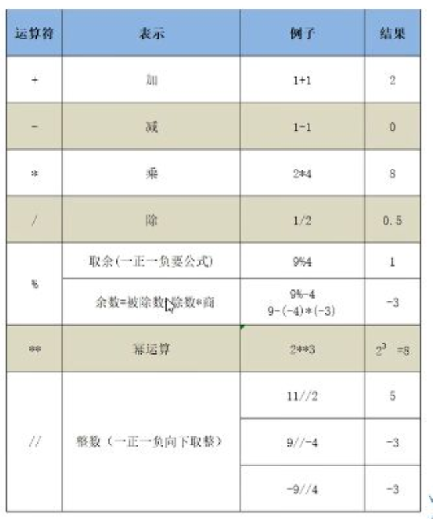 运算符 表示 例子 结果
+ 加 1+1 2
- 减 1-1 0
* 乘 2*4 8
/ 除 1/2 0.5
% 取余(一正一负要公式) 9%4 1
余数=被除数-除数*商 9%-4 -3
9-(-4)*(-3)
** 幂运算 2**3 2³ =8
// 整数（一正一负向下取整） 11//2 5
9//-4 -3
-9//4 -3